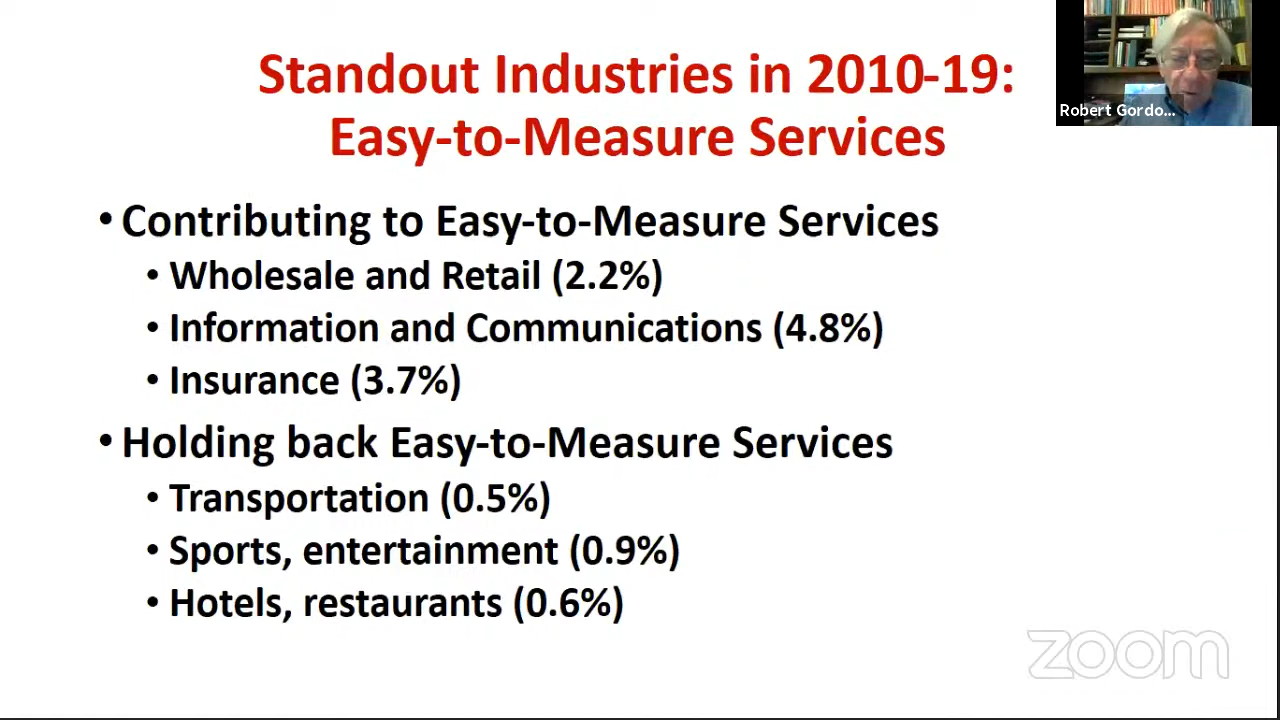 Standout Industries in 2010-19:
Easy-to-Measure Services
Robert Gordo...
• Contributing to Easy-to-Measure Services
• Wholesale and Retail (2.2%)
• Information and Communications (4.8%)
• Insurance (3.7%)
• Holding back Easy-to-Measure Services
• Transportation (0.5%)
• Sports, entertainment (0.9%)
• Hotels, restaurants (0.6%)
zoom